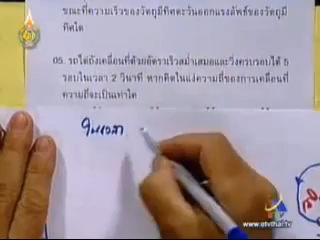 ขณะที่ความเร็วของวัตถุมีทิศตะวันออกแรงลัพธ์ของวัตถุมี
ทิศใด
05. รถไต่ถังเคลื่อนที่ด้วยอัตราเร็วสม่ำเสมอและวิ่งครบรอบได้ 5
รอบในเวลา 2 วินาที หากคิดในแง่ความถี่ของการเคลื่อนที่
ความถี่จะเป็นเท่าใด
ในเวลา
www.etvthai.tv